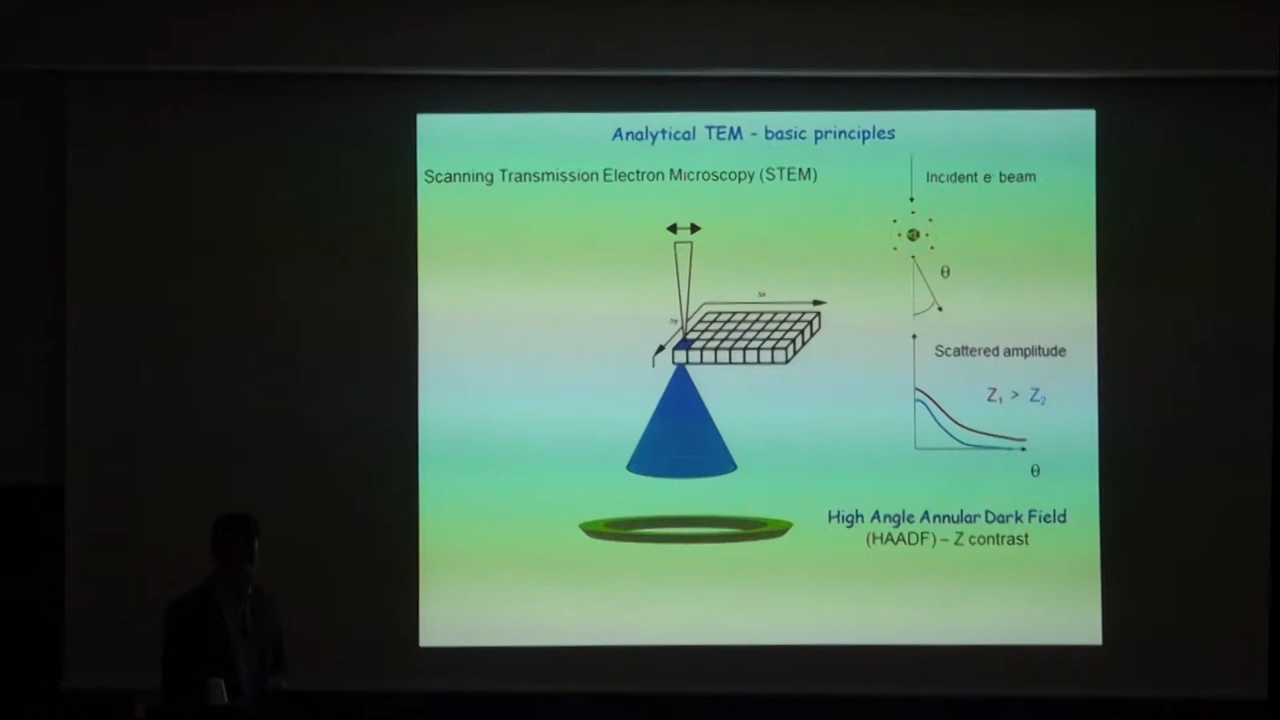 Analytical TEM - basic principles
Scanning Transmission Electron Microscopy (STEM)
Incident e⁻ beam
θ
Scattered amplitude
Z₁ > Z₂
θ
High Angle Annular Dark Field
(HAADF) – Z contrast